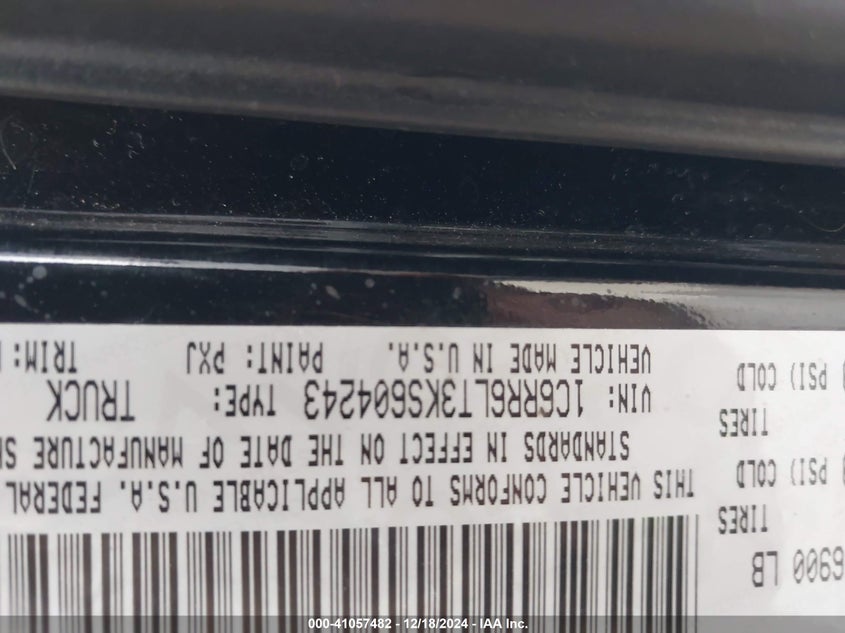 6900 LB
TIRES
PSI) COLD
TIRES
PSI) COLD
THIS VEHICLE CONFORMS TO ALL APPLICABLE U.S.A. FEDERAL
STANDARDS IN EFFECT ON THE DATE OF MANUFACTURE
VIN: 1C6RR6LT3KS604243 TYPE: TRUCK
VEHICLE MADE IN U.S.A. PAINT: PXJ TRIM:
000-41057482 - 12/18/2024 - IAA Inc.